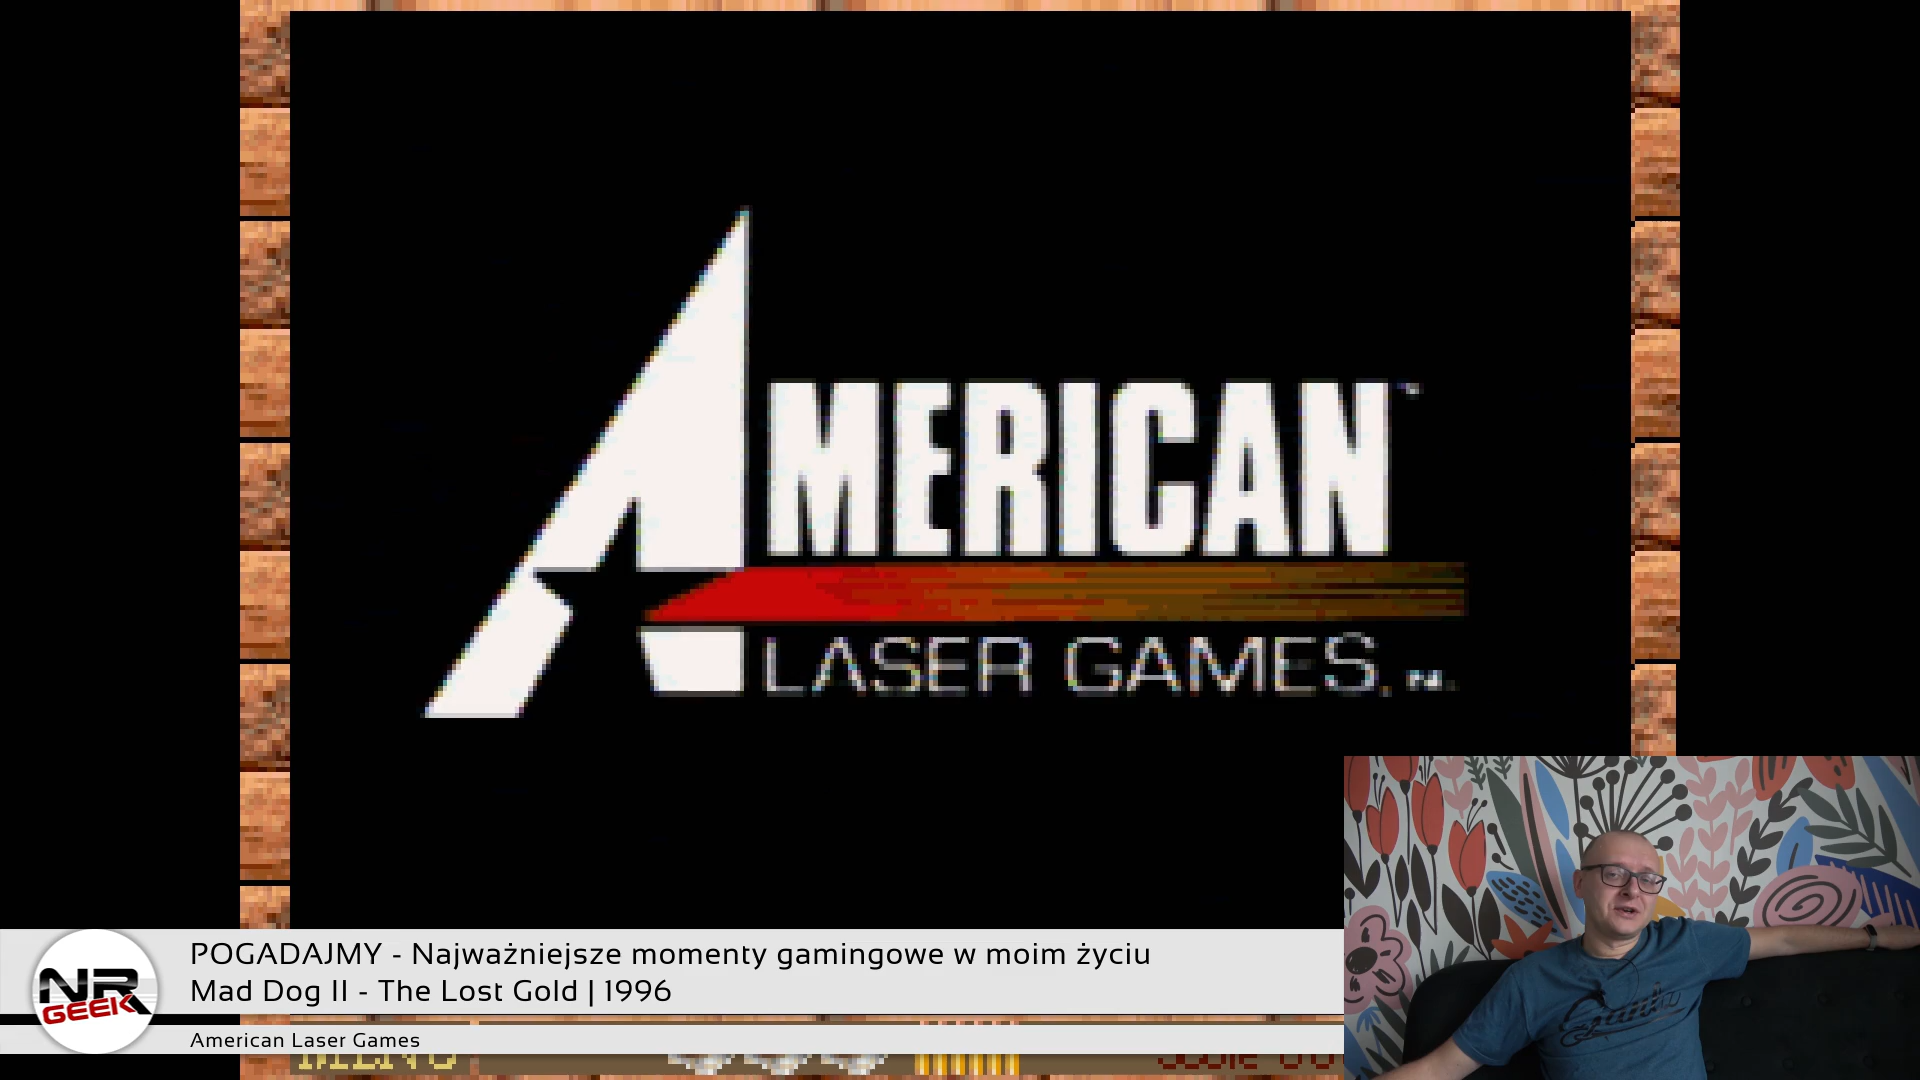 AMERICAN™
LASER GAMES,
POGADAJMY - Najważniejsze momenty gamingowe w moim życiu
Mad Dog II - The Lost Gold | 1996
NR
GEEK
American Laser Games